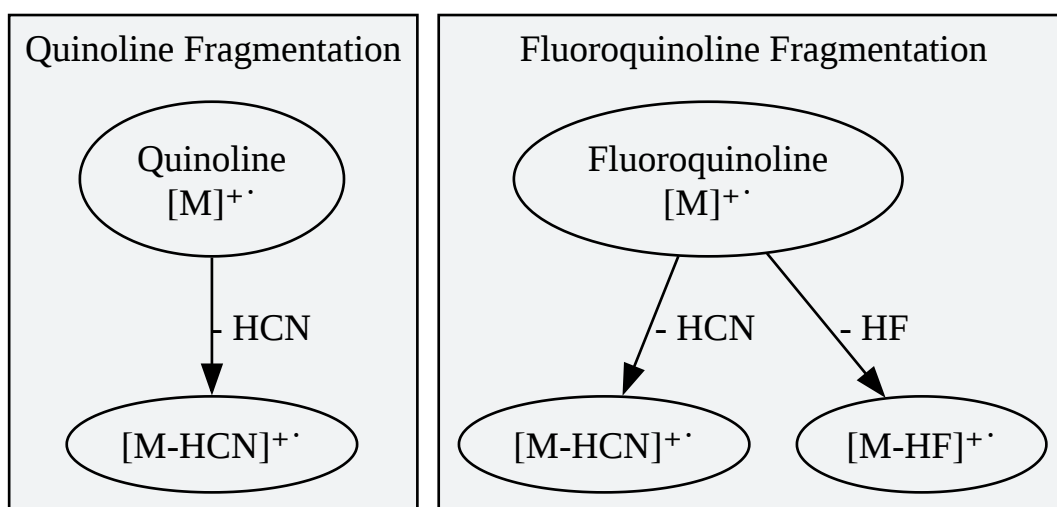 Quinoline Fragmentation
Quinoline
[M]⁺˙
- HCN
[M-HCN]⁺˙
Fluoroquinoline Fragmentation
Fluoroquinoline
[M]⁺˙
- HCN
- HF
[M-HCN]⁺˙
[M-HF]⁺˙